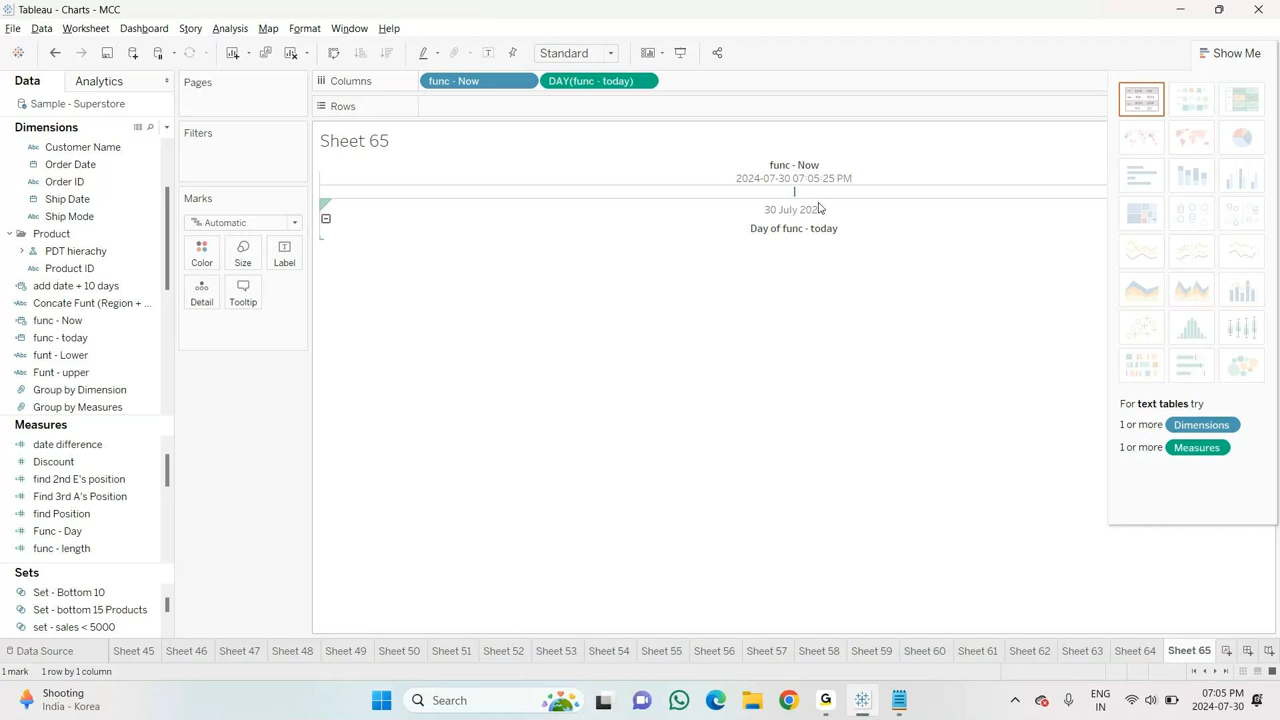 Tableau - Charts - MCC
File Data Worksheet Dashboard Story Analysis Map Format Window Help
Standard
Show Me
Data
Analytics
Sample - Superstore
Dimensions
Customer Name
Order Date
Order ID
Ship Date
Ship Mode
Product
PDT hierachy
Product ID
add date + 10 days
Concate Funt (Region + ...
func - Now
func - today
funt - Lower
Funt - upper
Group by Dimension
Group by Measures
Measures
date difference
Discount
find 2nd E's position
Find 3rd A's Position
find Position
Func - Day
func - length
Sets
Set - Bottom 10
Set - bottom 15 Products
set - sales < 5000
Pages
Filters
Marks
Automatic
Color
Size
Label
Detail
Tooltip
Columns
func - Now
DAY(func - today)
Rows
Sheet 65
func - Now
2024-07-30 07:05:25 PM
30 July
Day of func - today
For text tables try
1 or more Dimensions
1 or more Measures
Data Source
Sheet 45
Sheet 46
Sheet 47
Sheet 48
Sheet 49
Sheet 50
Sheet 51
Sheet 52
Sheet 53
Sheet 54
Sheet 55
Sheet 56
Sheet 57
Sheet 58
Sheet 59
Sheet 60
Sheet 61
Sheet 62
Sheet 63
Sheet 64
Sheet 65
1 mark
1 row by 1 column
Shooting
India - Korea
Search
ENG
IN
07:05 PM
2024-07-30